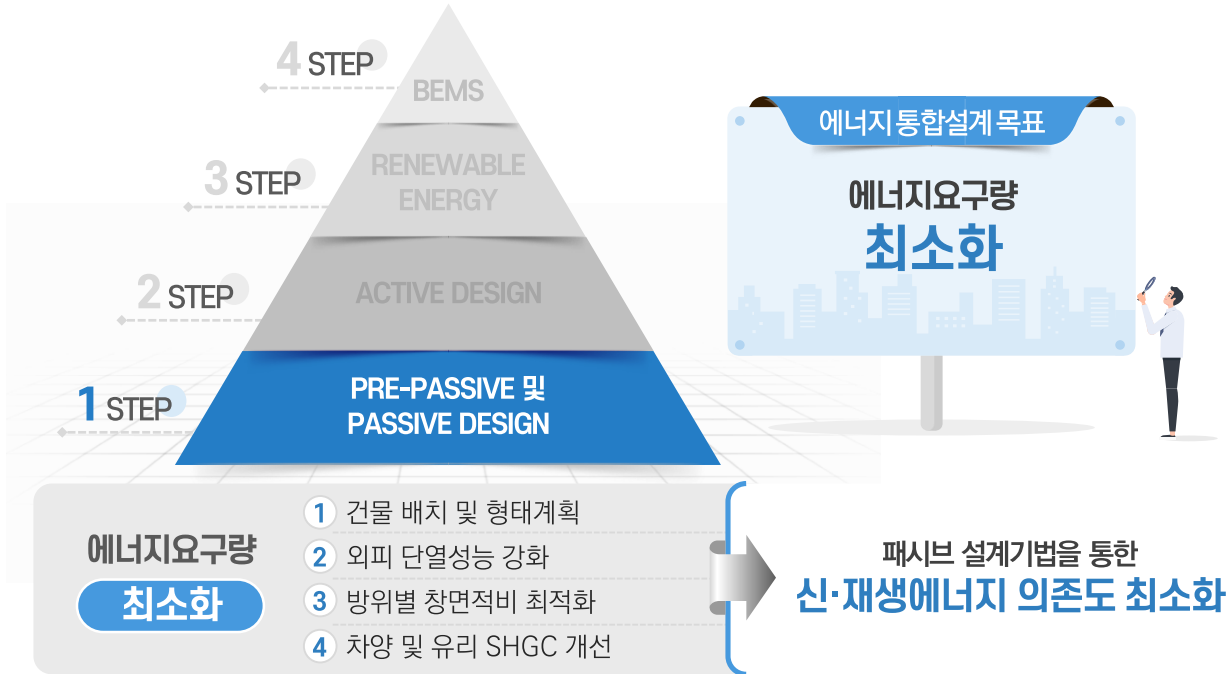 4 STEP
BEMS
3 STEP
RENEWABLE
ENERGY
2 STEP
ACTIVE DESIGN
1 STEP
PRE-PASSIVE 및
PASSIVE DESIGN
에너지통합설계 목표
에너지요구량
최소화
에너지요구량
최소화
1 건물 배치 및 형태계획
2 외피 단열성능 강화
3 방위별 창면적비 최적화
4 차양 및 유리 SHGC 개선
패시브 설계기법을 통한
신·재생에너지 의존도 최소화